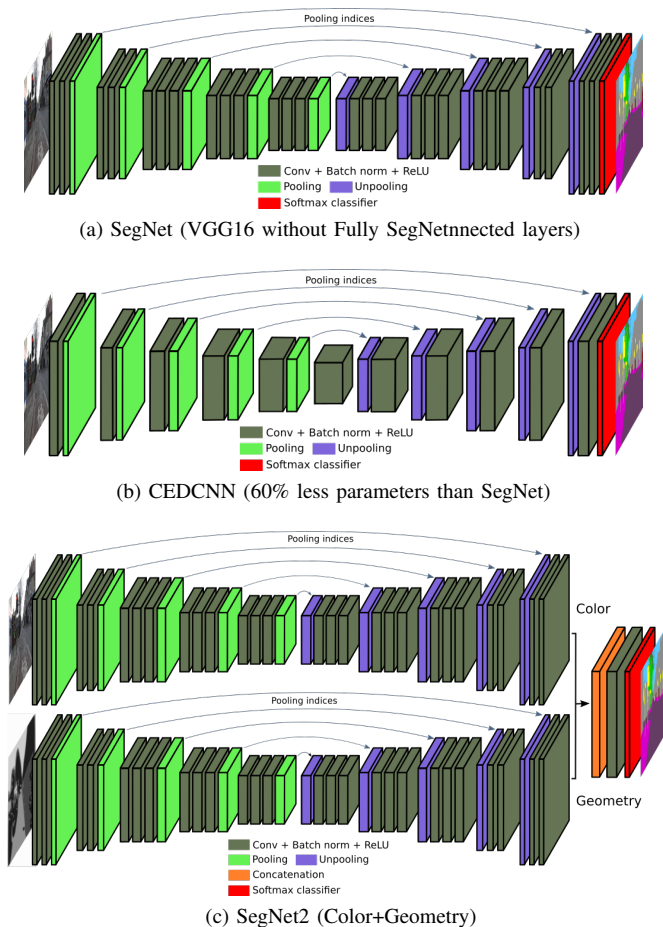 Pooling indices
Conv + Batch norm + ReLU
Pooling Unpooling
Softmax classifier
(a) SegNet (VGG16 without Fully SegNetnnected layers)
Pooling indices
Conv + Batch norm + ReLU
Pooling Unpooling
Softmax classifier
(b) CEDCNN (60% less parameters than SegNet)
Pooling indices
Color
Pooling indices
Geometry
Conv + Batch norm + ReLU
Pooling Unpooling
Concatenation
Softmax classifier
(c) SegNet2 (Color+Geometry)